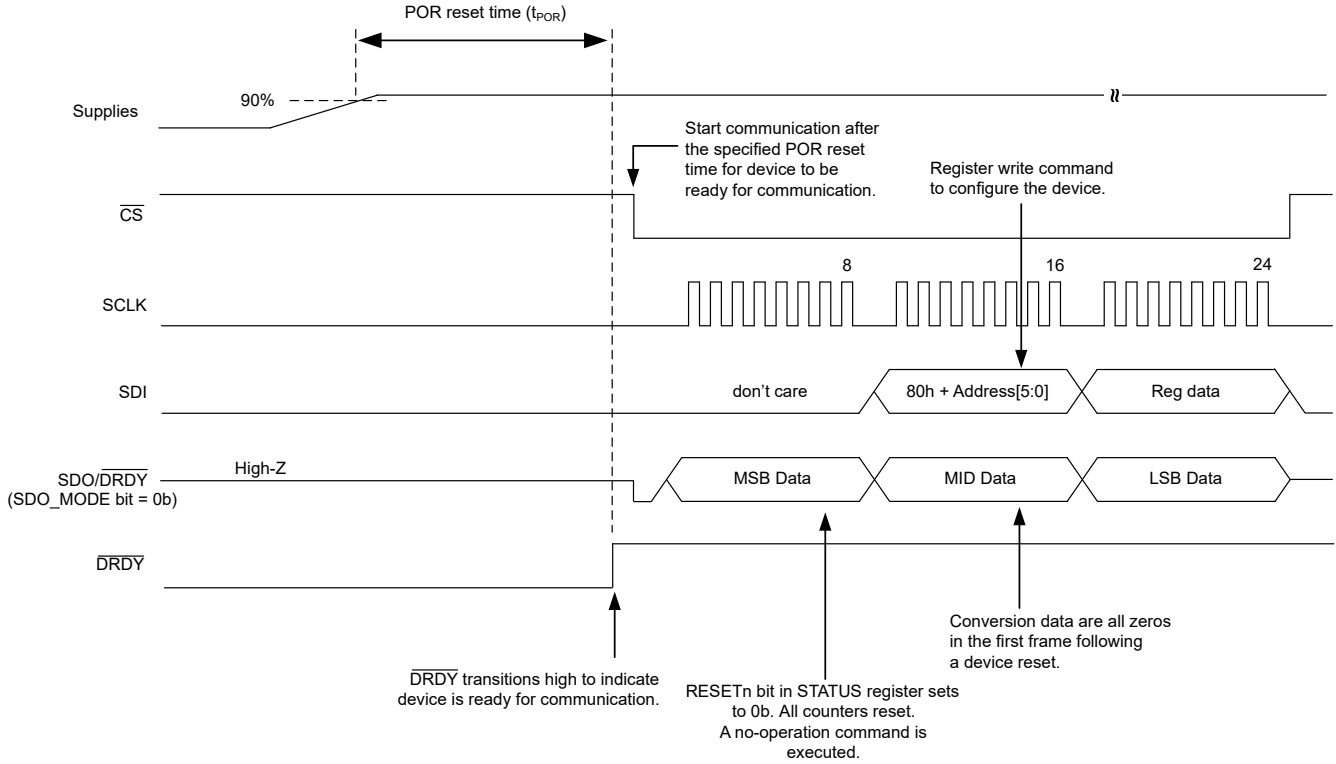 POR reset time (tPOR)
90%
Supplies
Start communication after
the specified POR reset
time for device to be
ready for communication.
Register write command
to configure the device.
CS
8
16
24
SCLK
SDI
don't care
80h + Address[5:0]
Reg data
High-Z
SDO/DRDY
(SDO_MODE bit = 0b)
MSB Data
MID Data
LSB Data
DRDY
Conversion data are all zeros
in the first frame following
a device reset.
DRDY transitions high to indicate
device is ready for communication.
RESETn bit in STATUS register sets
to 0b. All counters reset.
A no-operation command is
executed.